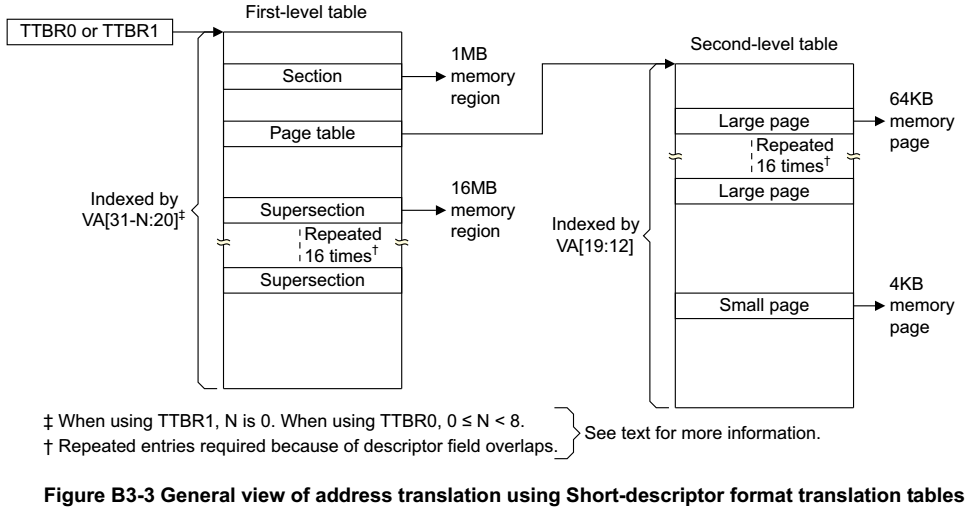 First-level table
TTBR0 or TTBR1
Section
1MB
memory
region
Page table
Indexed by
VA[31-N:20]‡
Supersection
16MB
memory
region
Repeated
16 times†
Supersection
Second-level table
Large page
64KB
memory
page
Repeated
16 times†
Large page
Indexed by
VA[19:12]
Small page
4KB
memory
page
‡ When using TTBR1, N is 0. When using TTBR0, 0 ≤ N < 8.
† Repeated entries required because of descriptor field overlaps.
See text for more information.
Figure B3-3 General view of address translation using Short-descriptor format translation tables